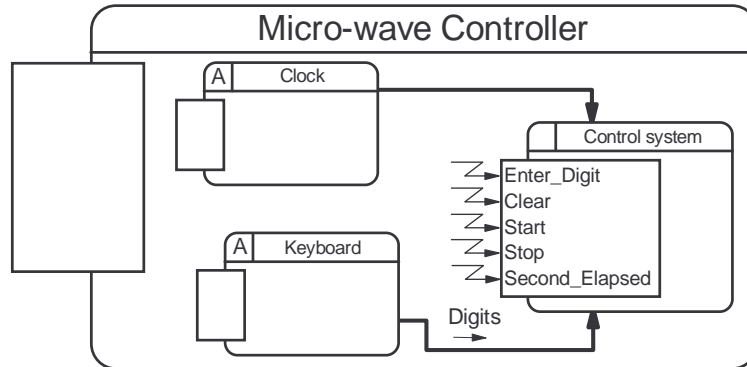 Micro-wave Controller
A Clock
Control system
Enter_Digit
Clear
Start
Stop
Second_Elapsed
A Keyboard
Digits